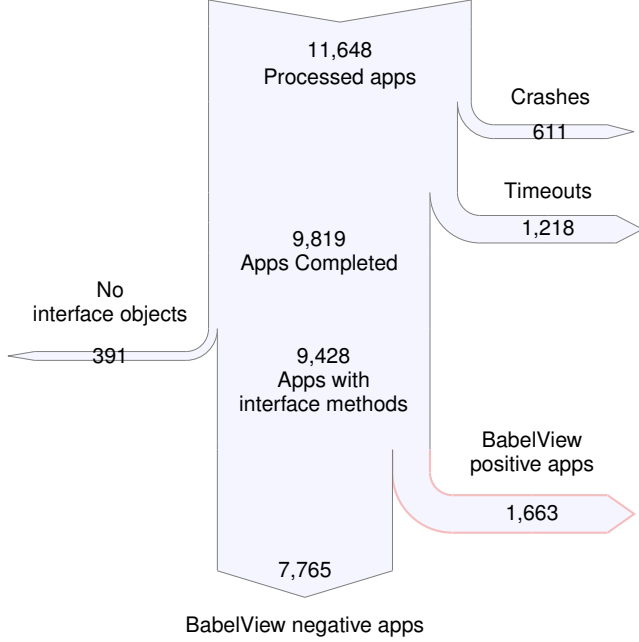 11,648
Processed apps
Crashes
611
Timeouts
1,218
9,819
Apps Completed
No
interface objects
391
9,428
Apps with
interface methods
BabelView
positive apps
1,663
7,765
BabelView negative apps